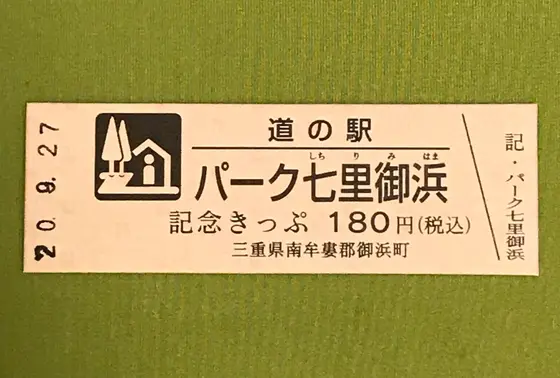 20.9.27
道の駅
しちりみはま
パーク七里御浜
記念きっぷ 180円(税込)
三重県南牟婁郡御浜町
記・パーク七里御浜